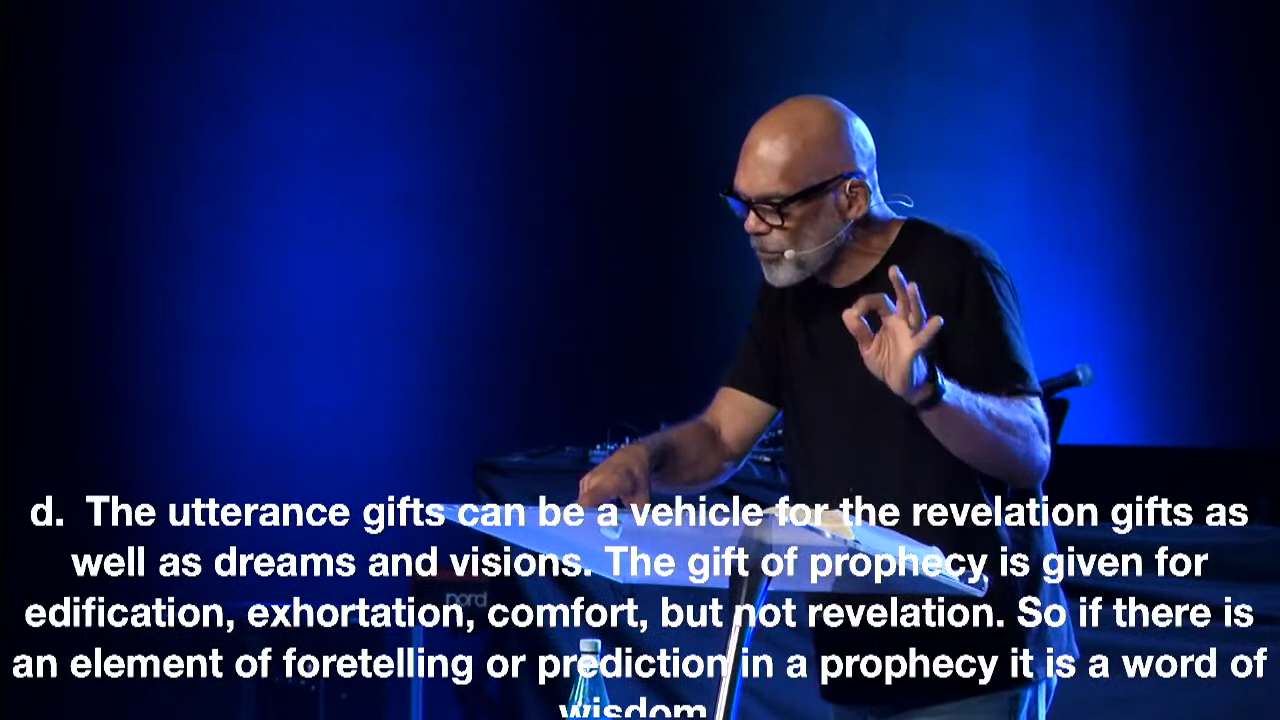 d. The utterance gifts can be a vehicle for the revelation gifts as
well as dreams and visions. The gift of prophecy is given for
edification, exhortation, comfort, but not revelation. So if there is
an element of foretelling or prediction in a prophecy it is a word of
wisdom
nord